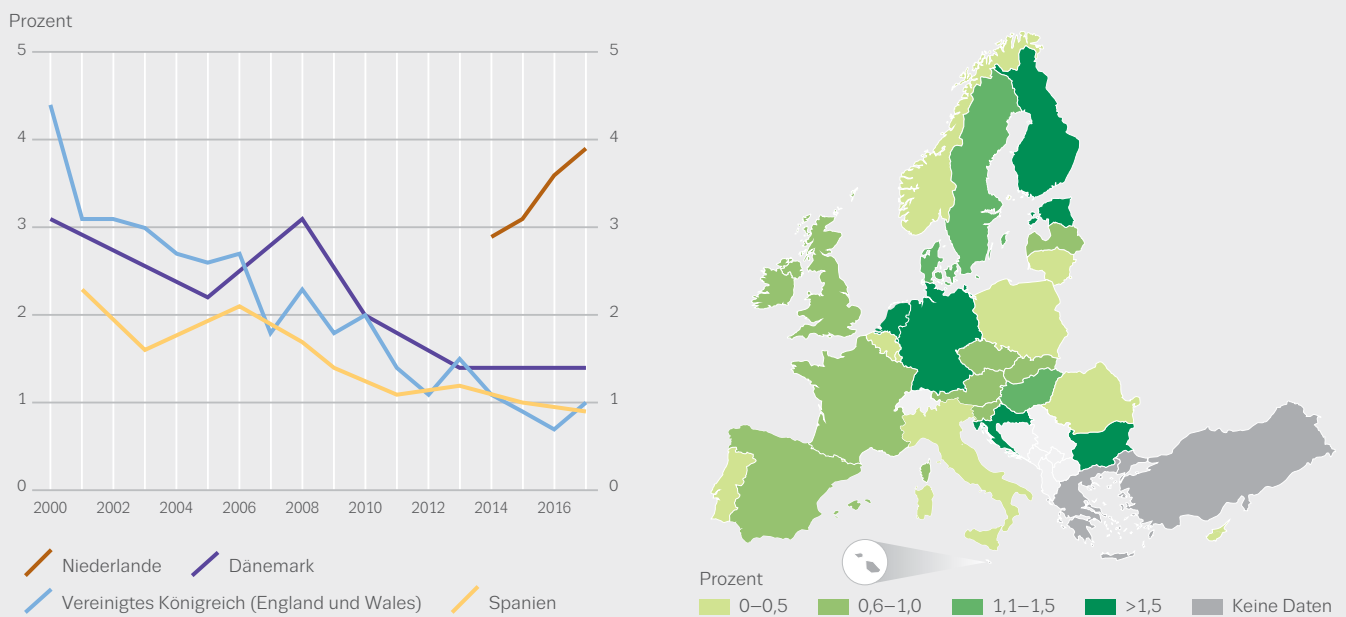 Prozent
5 5
4 4
3 3
2 2
1 1
0 0
2000 2002 2004 2006 2008 2010 2012 2014 2016
Niederlande Dänemark
Vereinigtes Königreich (England und Wales) Spanien
Prozent
0–0,5 0,6–1,0 1,1–1,5 >1,5 Keine Daten